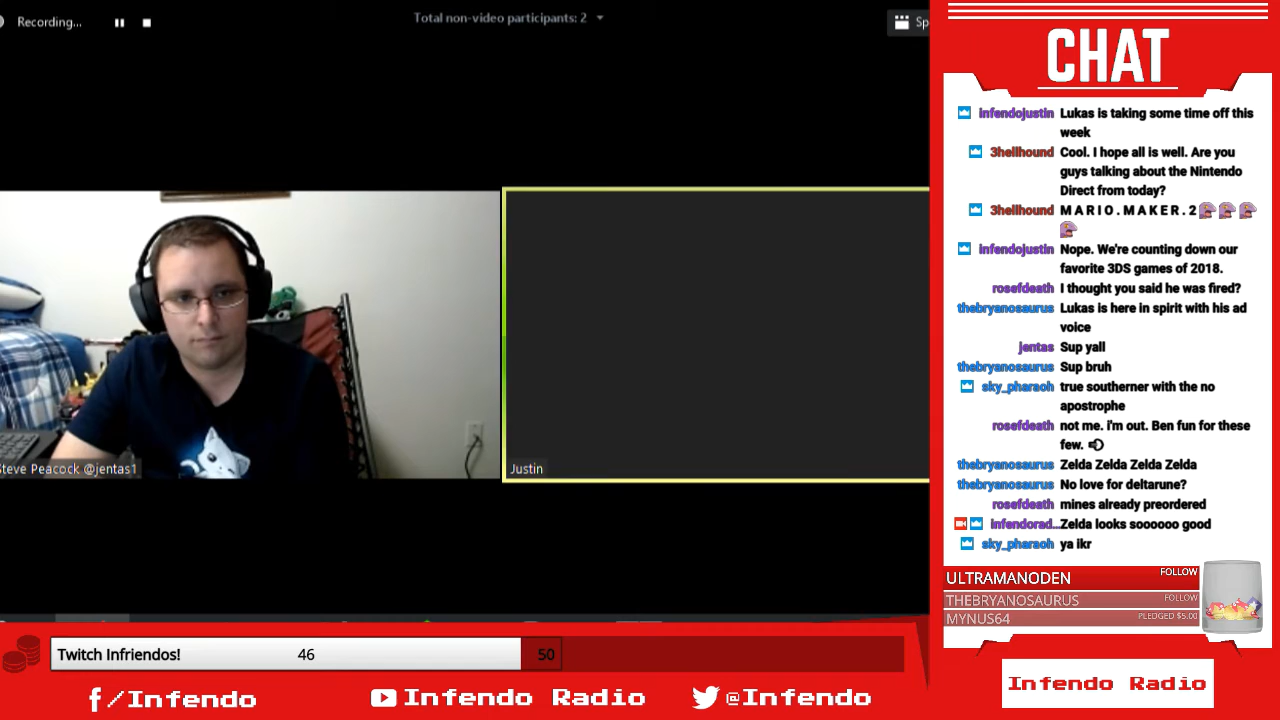 Recording...
Total non-video participants: 2
Sp
Steve Peacock @jentas1
Justin
CHAT
infendojustin Lukas is taking some time off this
week
3hellhound Cool. I hope all is well. Are you
guys talking about the Nintendo
Direct from today?
3hellhound M A R I O . M A K E R . 2
infendojustin Nope. We're counting down our
favorite 3DS games of 2018.
rosefdeath I thought you said he was fired?
thebryanosaurus Lukas is here in spirit with his ad
voice
jentas Sup yall
thebryanosaurus Sup bruh
sky_pharaoh true southerner with the no
apostrophe
rosefdeath not me. i'm out. Ben fun for these
few.
thebryanosaurus Zelda Zelda Zelda Zelda
thebryanosaurus No love for deltarune?
rosefdeath mines already preordered
infendorad... Zelda looks soooooo good
sky_pharaoh ya ikr
ULTRAMANODEN FOLLOW
THEBRYANOSAURUS FOLLOW
MYNUS64 PLEDGED $5.00
Twitch Infriendos! 46 50
/Infendo
Infendo Radio
@Infendo
Infendo Radio